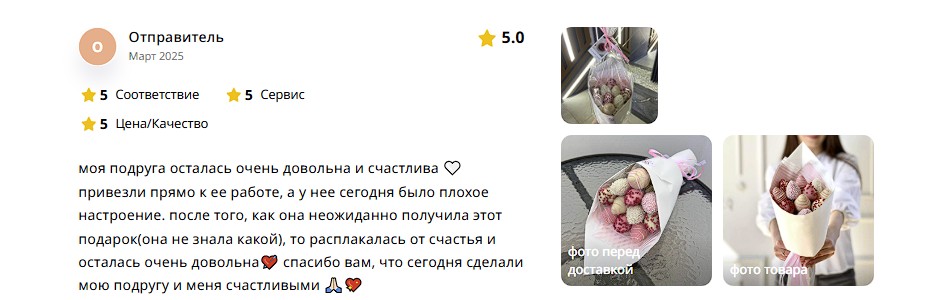 О
Отправитель
Март 2025
5.0
5 Соответствие
5 Сервис
5 Цена/Качество
моя подруга осталась очень довольна и счастлива 🤍
привезли прямо к ее работе, а у нее сегодня было плохое
настроение. после того, как она неожиданно получила этот
подарок(она не знала какой), то расплакалась от счастья и
осталась очень довольна💝 спасибо вам, что сегодня сделали
мою подругу и меня счастливыми 🙏🏻💝
фото перед
доставкой
фото товара